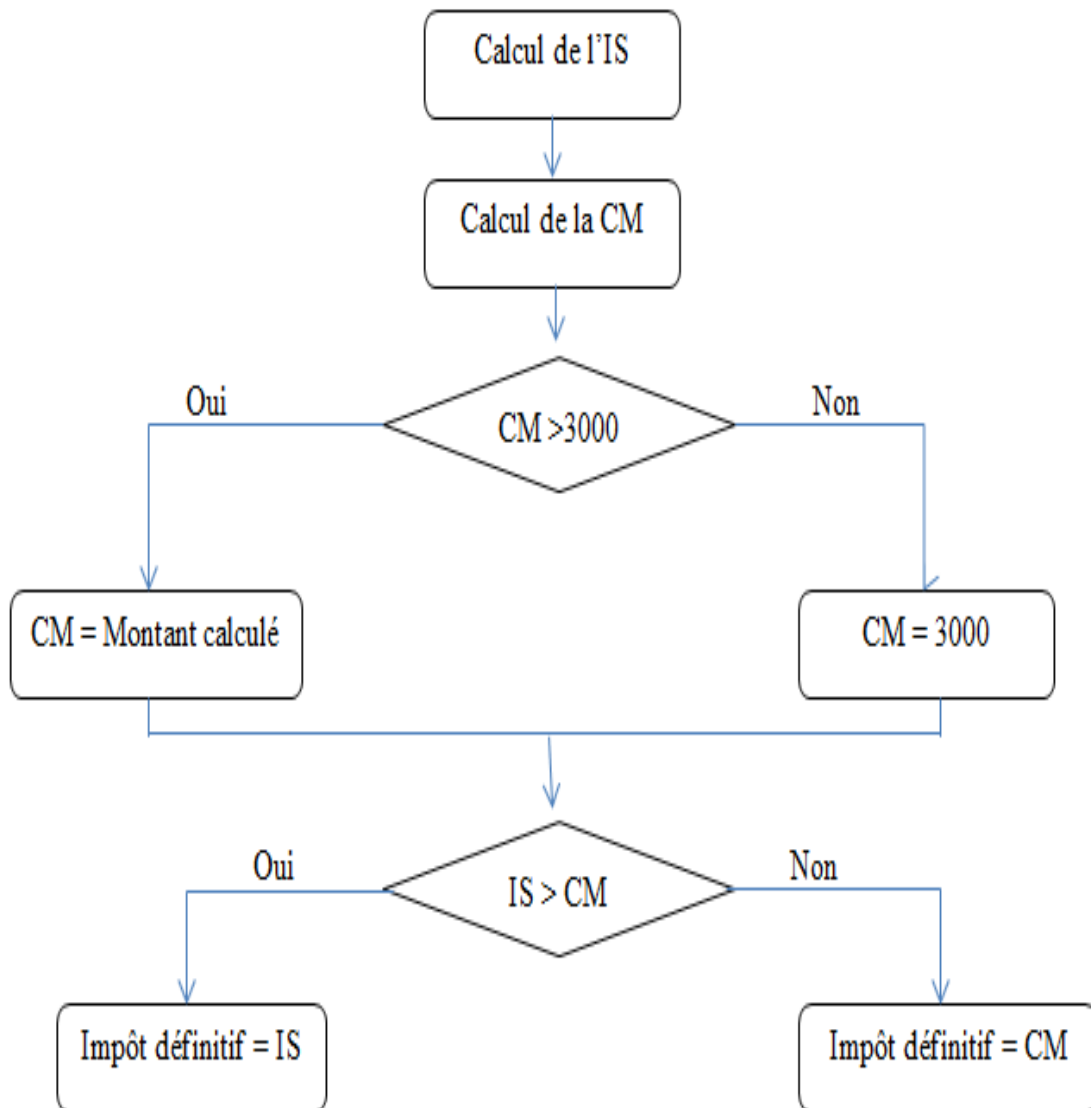 Calcul de l'IS
Calcul de la CM
Oui
Non
CM >3000
CM = Montant calculé
CM = 3000
Oui
Non
IS > CM
Impôt définitif = IS
Impôt définitif = CM